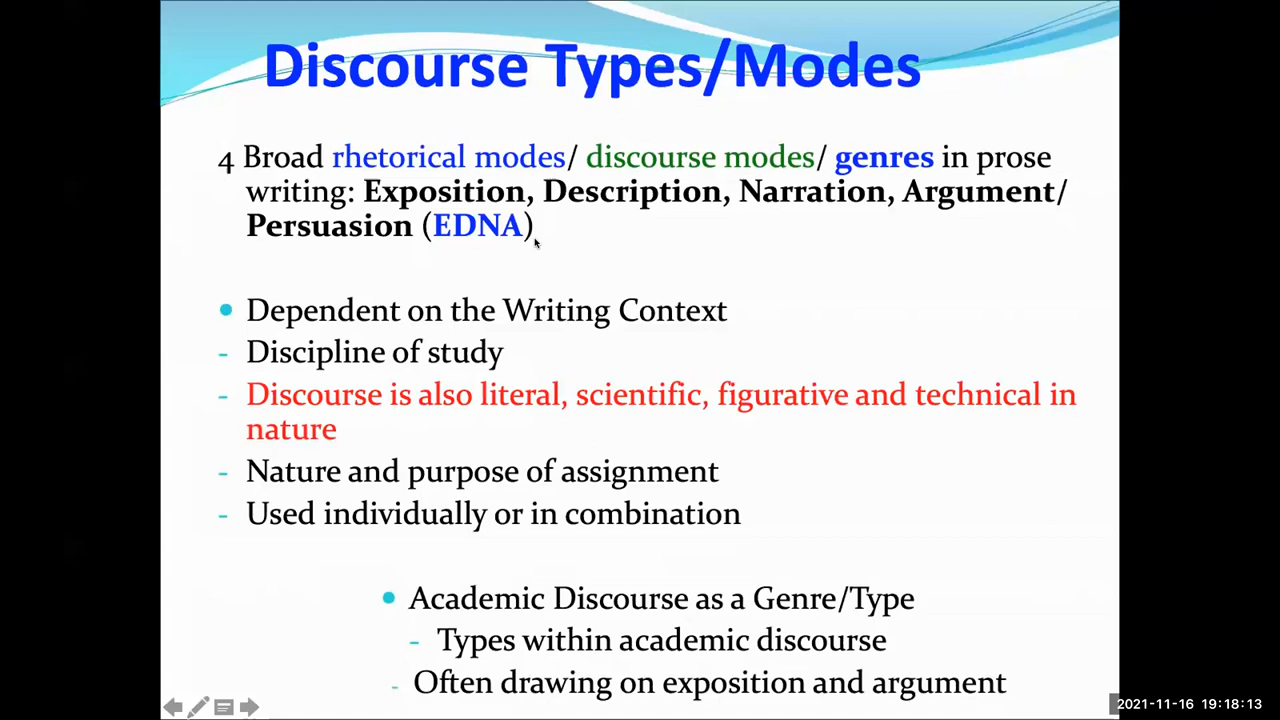 Discourse Types/Modes
4 Broad rhetorical modes/ discourse modes/ genres in prose
writing: Exposition, Description, Narration, Argument/
Persuasion (EDNA)
• Dependent on the Writing Context
- Discipline of study
- Discourse is also literal, scientific, figurative and technical in
nature
- Nature and purpose of assignment
- Used individually or in combination
• Academic Discourse as a Genre/Type
- Types within academic discourse
- Often drawing on exposition and argument
2021-11-16 19:18:13